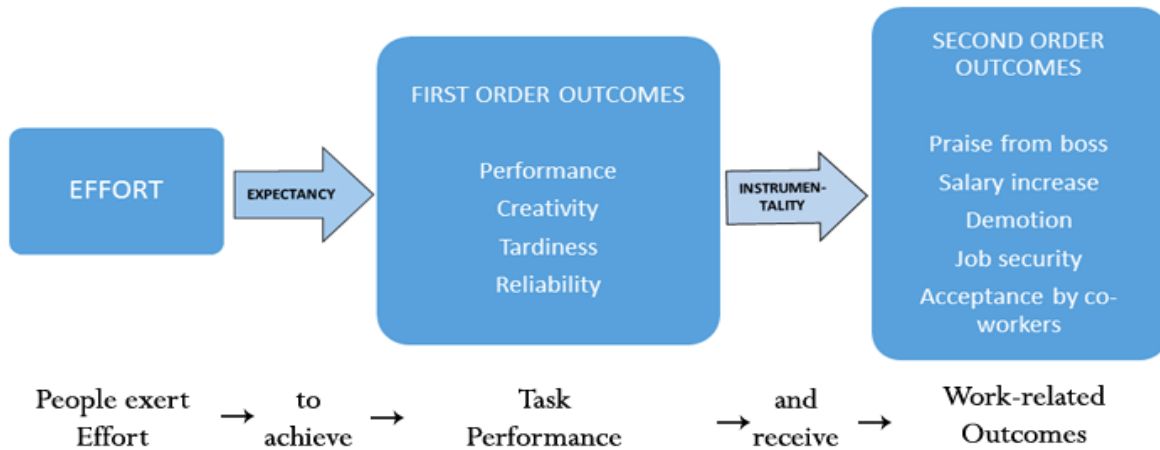 EFFORT
EXPECTANCY
FIRST ORDER OUTCOMES
Performance
Creativity
Tardiness
Reliability
INSTRUMEN-
TALITY
SECOND ORDER
OUTCOMES
Praise from boss
Salary increase
Demotion
Job security
Acceptance by co-
workers
People exert
Effort
→
to
achieve
→
Task
Performance
→
and
receive
→
Work-related
Outcomes